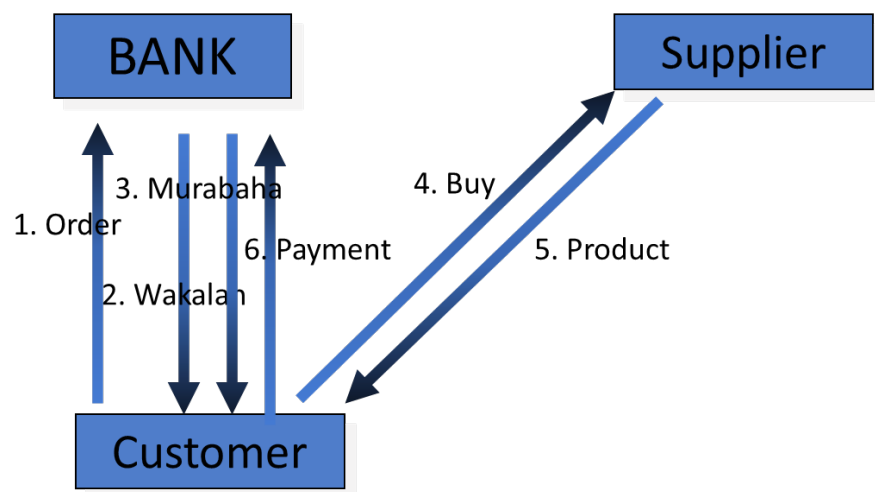 BANK
Supplier
3. Murabaha
4. Buy
1. Order
6. Payment
5. Product
2. Wakalah
Customer